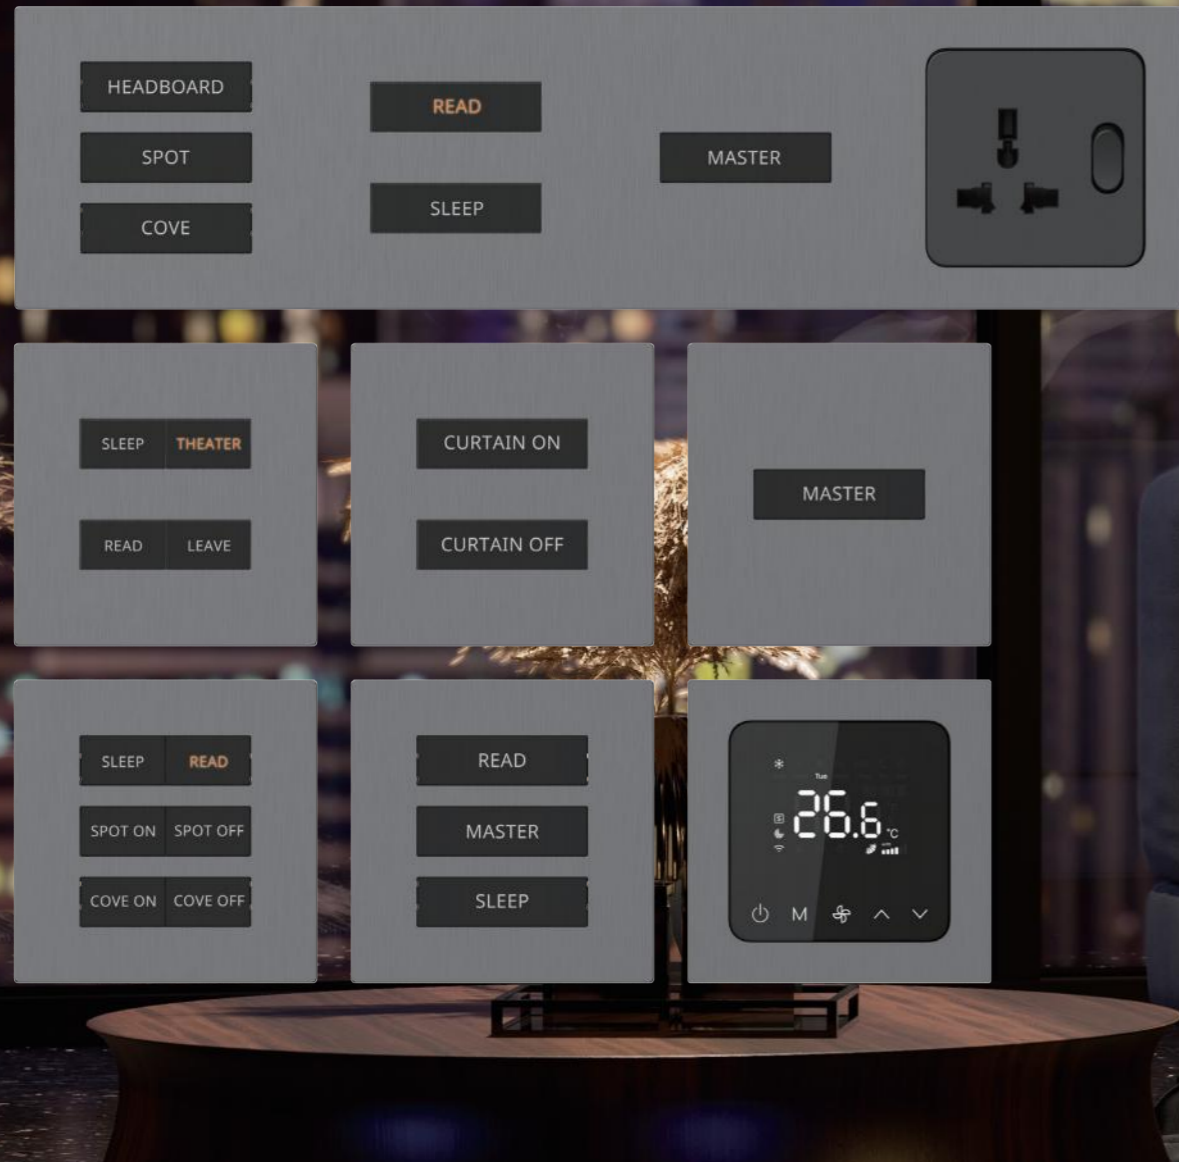 HEADBOARD
SPOT
COVE
READ
SLEEP
MASTER
SLEEP THEATER
READ LEAVE
CURTAIN ON
CURTAIN OFF
MASTER
SLEEP READ
SPOT ON SPOT OFF
COVE ON COVE OFF
READ
MASTER
SLEEP
Tue
26.6 °C
M